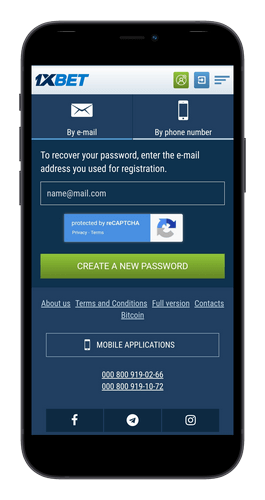 1XBET
By e-mail
By phone number
To recover your password, enter the e-mail
address you used for registration.
name@mail.com
protected by reCAPTCHA
Privacy - Terms
CREATE A NEW PASSWORD
About us Terms and Conditions Full version Contacts
Bitcoin
MOBILE APPLICATIONS
000 800 919-02-66
000 800 919-10-72